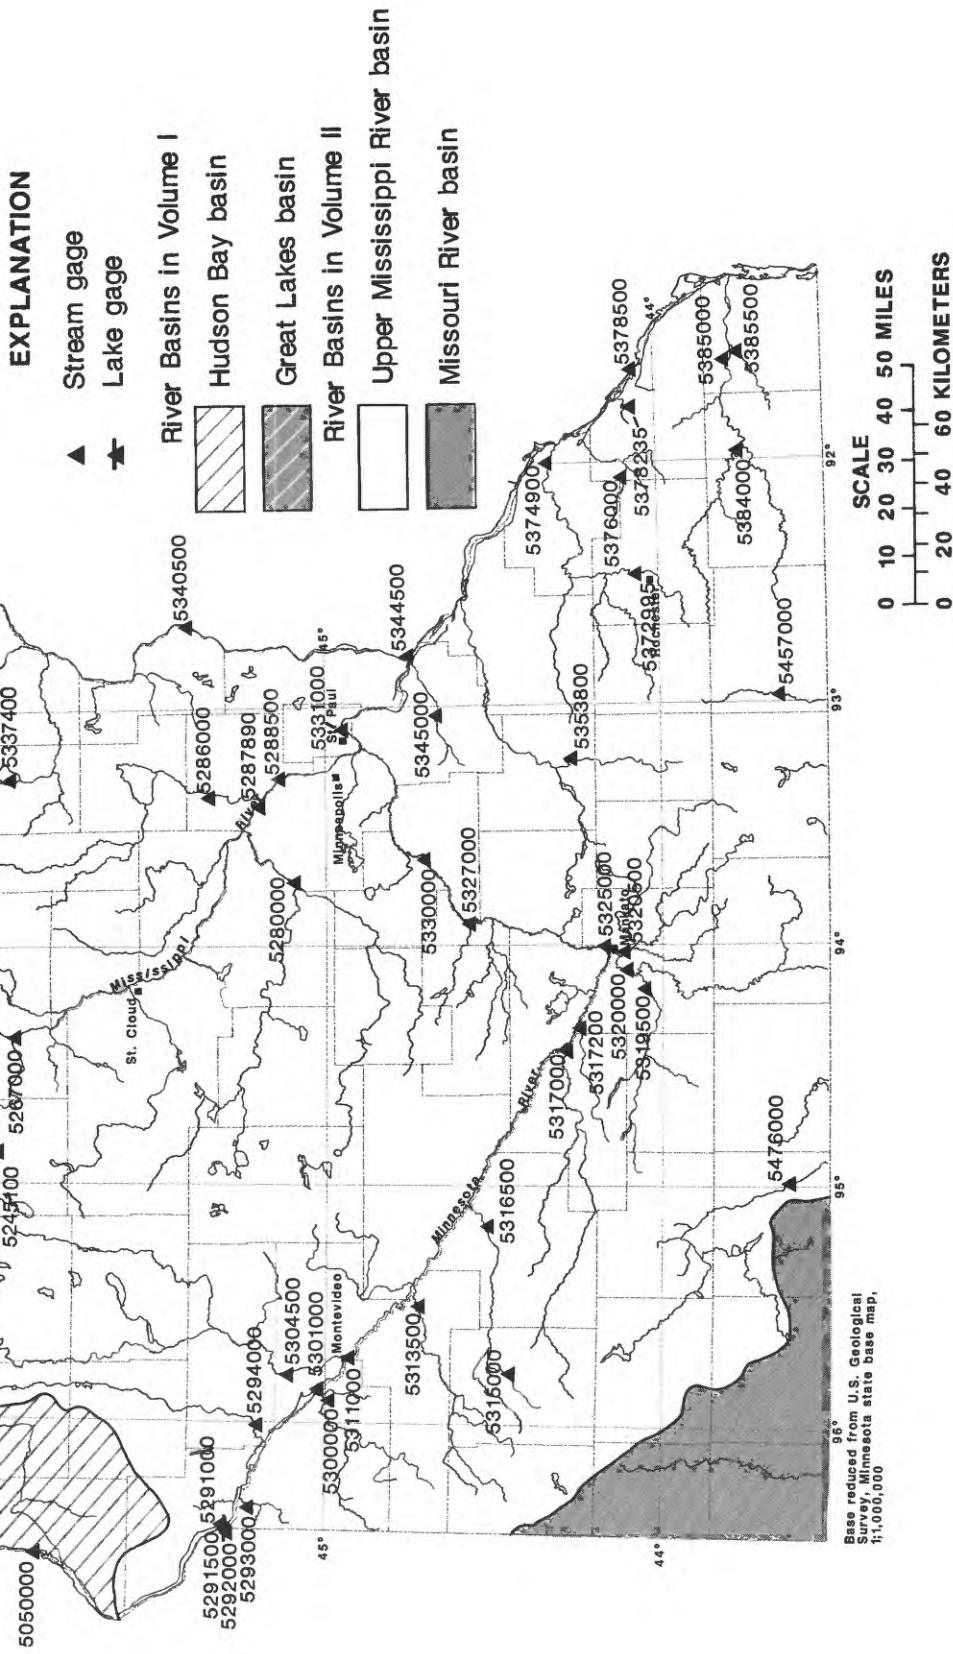 EXPLANATION
Stream gage
Lake gage
River Basins in Volume I
Hudson Bay basin
Great Lakes basin
River Basins in Volume II
Upper Mississippi River basin
Missouri River basin
5050000
5245100
5267000
5337400
5340500
5286000
5287890
5288500
5280000
5331000
St. Paul
Minneapolis
5344500
5345000
5330000
5327000
St. Cloud
Mississippi
River
5291500
5291000
5292000
5293000
5294000
5304500
5301000
5300000
5311000
Montevideo
5313500
5315000
5316500
Minnesota
River
5317000
5317200
5320000
5319500
5325000
Mankato
5320500
5353800
5372995
Rochester
5374900
5376000
5378235
5378500
5385000
5385500
5384000
5457000
5476000
45°
45°
44°
44°
92°
93°
94°
95°
96°
SCALE
0 10 20 30 40 50 MILES
0 20 40 60 KILOMETERS
Base reduced from U.S. Geological
Survey, Minnesota state base map,
1:1,000,000